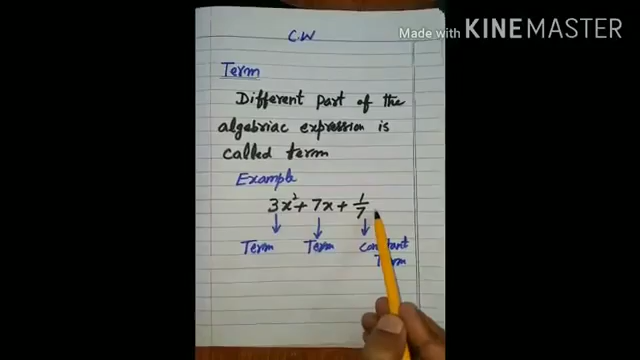 Made with KINEMASTER
C.W
Term
Different part of the
algebriac expression is
called term
Example
3x² + 7x + 1/7
Term Term constant
Term